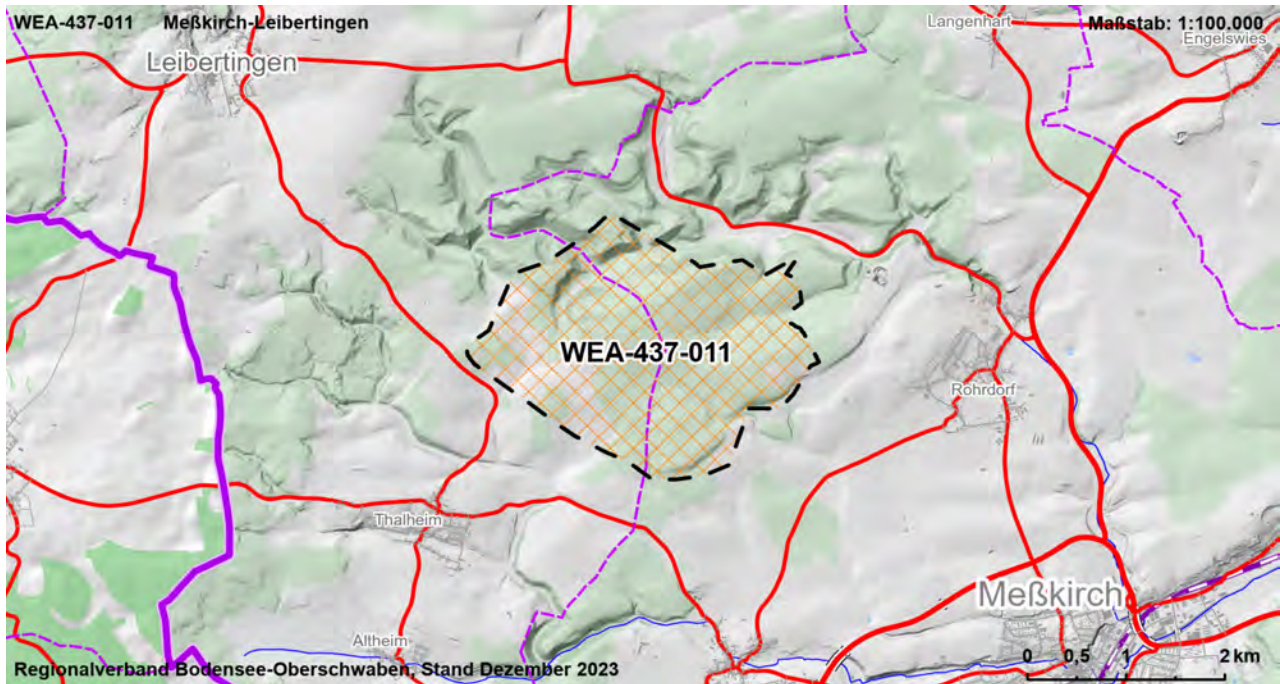 WEA-437-011 Meßkirch-Leibertingen
Langenhart
Maßstab: 1:100.000
Engelswies
Leibertingen
WEA-437-011
Rohrdorf
Thalheim
Meßkirch
Altheim
Regionalverband Bodensee-Oberschwaben, Stand Dezember 2023
0 0,5 1 2 km